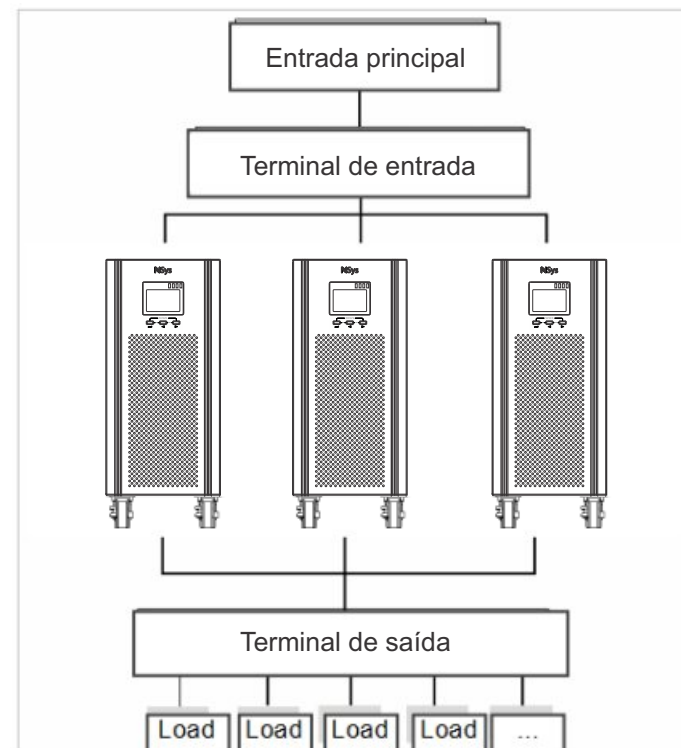 Entrada principal
Terminal de entrada
NSys NSys NSys
Terminal de saída
Load Load Load Load ...